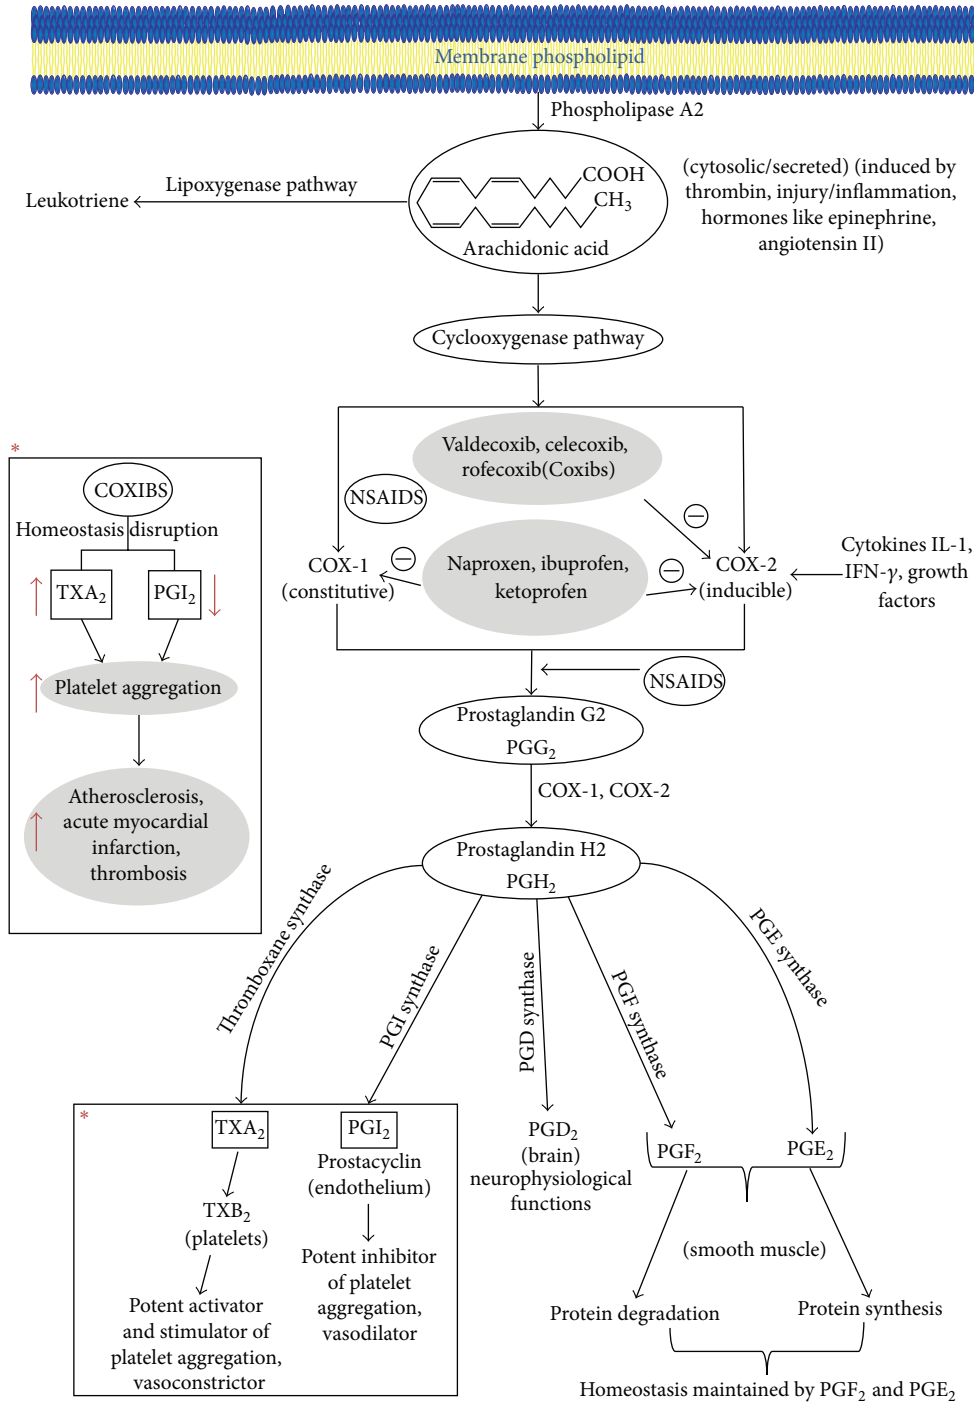 Membrane phospholipid
Phospholipase A2
Lipoxygenase pathway
Leukotriene
COOH
CH3
Arachidonic acid
(cytosolic/secreted) (induced by
thrombin, injury/inflammation,
hormones like epinephrine,
angiotensin II)
Cyclooxygenase pathway
Valdecoxib, celecoxib,
rofecoxib(Coxibs)
NSAIDS
−
COX-1
(constitutive)
−
Naproxen, ibuprofen,
ketoprofen
−
COX-2
(inducible)
Cytokines IL-1,
IFN-γ, growth
factors
NSAIDS
*
COXIBS
Homeostasis disruption
TXA2
PGI2
Platelet aggregation
Atherosclerosis,
acute myocardial
infarction,
thrombosis
Prostaglandin G2
PGG2
COX-1, COX-2
Prostaglandin H2
PGH2
Thromboxane synthase
PGI synthase
PGD synthase
PGF synthase
PGE synthase
*
TXA2
TXB2
(platelets)
Potent activator
and stimulator of
platelet aggregation,
vasoconstrictor
PGI2
Prostacyclin
(endothelium)
Potent inhibitor
of platelet
aggregation,
vasodilator
PGD2
(brain)
neurophysiological
functions
PGF2
PGE2
(smooth muscle)
Protein degradation
Protein synthesis
Homeostasis maintained by PGF2 and PGE2